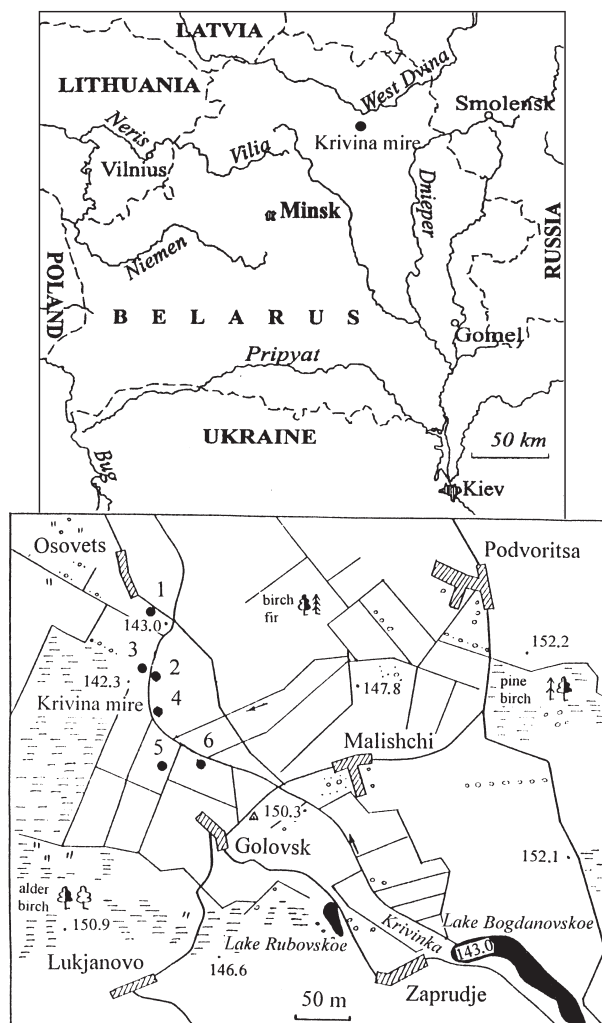 LATVIA
LITHUANIA
West Dvina
Smolensk
Neris
Krivina mire
Vilia
Vilnius
Dnieper
Minsk
RUSSIA
Niemen
POLAND
BELARUS
Gomel
Pripyat
UKRAINE
50 km
Bug
Kiev
Osovets
Podvoritsa
1
birch
fir
143.0
152.2
3
2
142.3
pine
birch
Krivina mire
147.8
4
5
6
Malishchi
150.3
Golovsk
152.1
alder
birch
150.9
Krivinka
Lake Bogdanovskoe
Lake Rubovskoe
143.0
Lukjanovo
146.6
Zaprudje
50 m